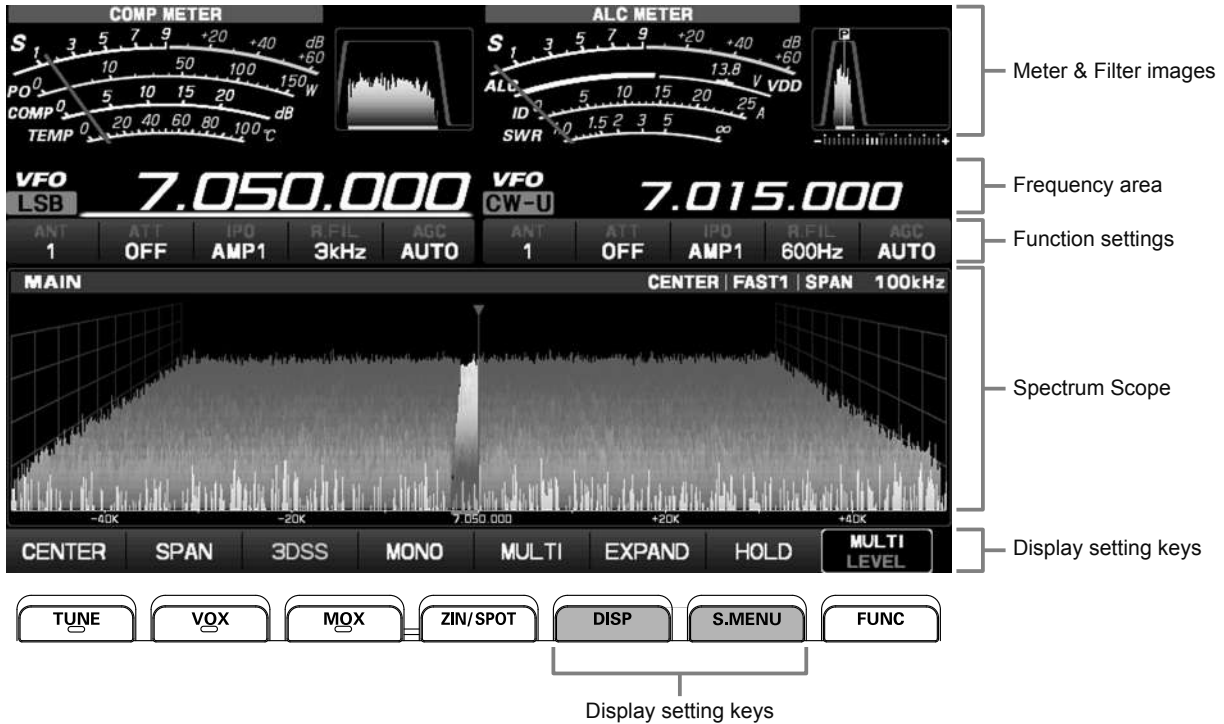 COMP METER
S 1 3 5 7 9 +20 +40 +60 dB
PO 0 10 50 100 150 W
COMP 0 5 10 15 20 dB
TEMP 0 20 40 60 80 100 °C
ALC METER
S 1 3 5 7 9 +20 +40 +60 dB
ALC 13.8 V VDD
ID 0 5 10 15 20 25 A
SWR 1.0 1.5 2 3 5 ∞
P
- +
Meter & Filter images
VFO
LSB 7.050.000
VFO
CW-U 7.015.000
Frequency area
ANT ATT IPO R.FIL AGC
1 OFF AMP1 3kHz AUTO
ANT ATT IPO R.FIL AGC
1 OFF AMP1 600Hz AUTO
Function settings
MAIN CENTER | FAST1 | SPAN 100kHz
Spectrum Scope
-40K -20K 7.050.000 +20K +40K
CENTER SPAN 3DSS MONO MULTI EXPAND HOLD MULTI
LEVEL
Display setting keys
TUNE VOX MOX ZIN/SPOT DISP S.MENU FUNC
Display setting keys